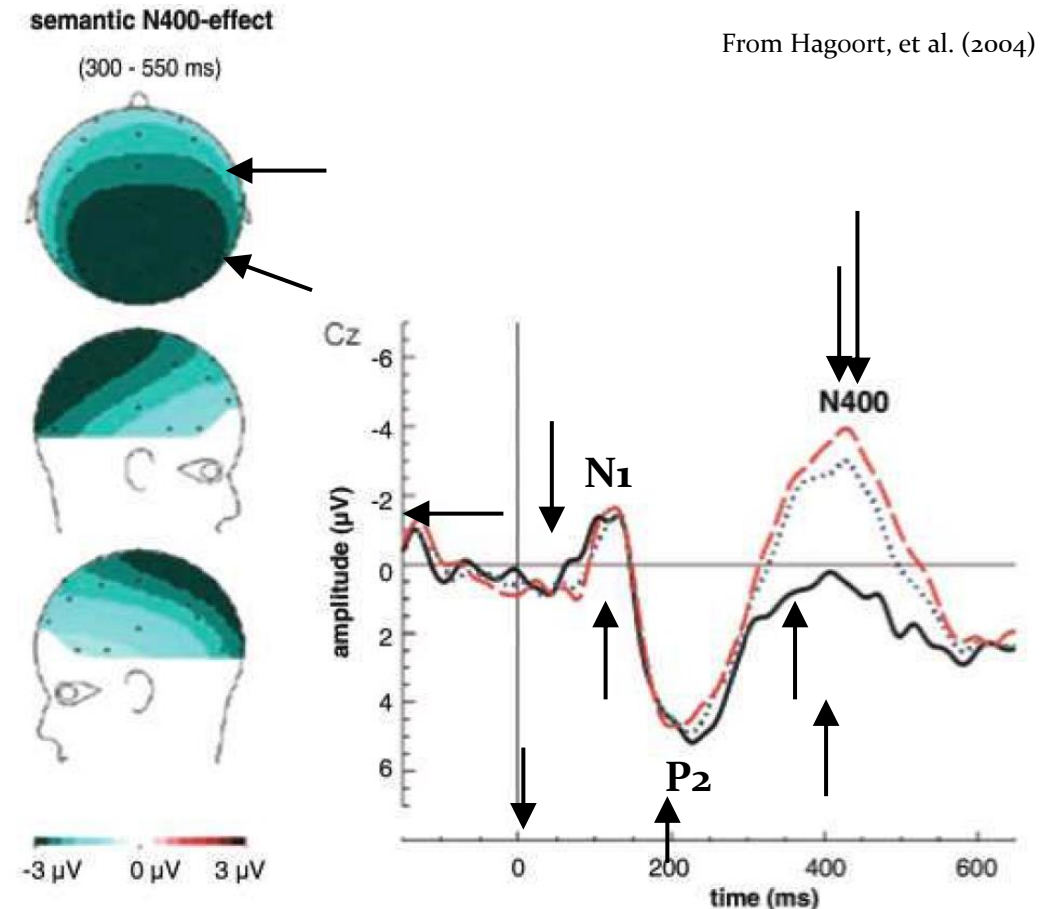 semantic N400-effect
(300 - 550 ms)
From Hagoort, et al. (2004)
Cz
-6
-4
-2
0
2
4
6
amplitude (µV)
N400
N1
P2
0
200
400
600
time (ms)
-3 µV 0 µV 3 µV